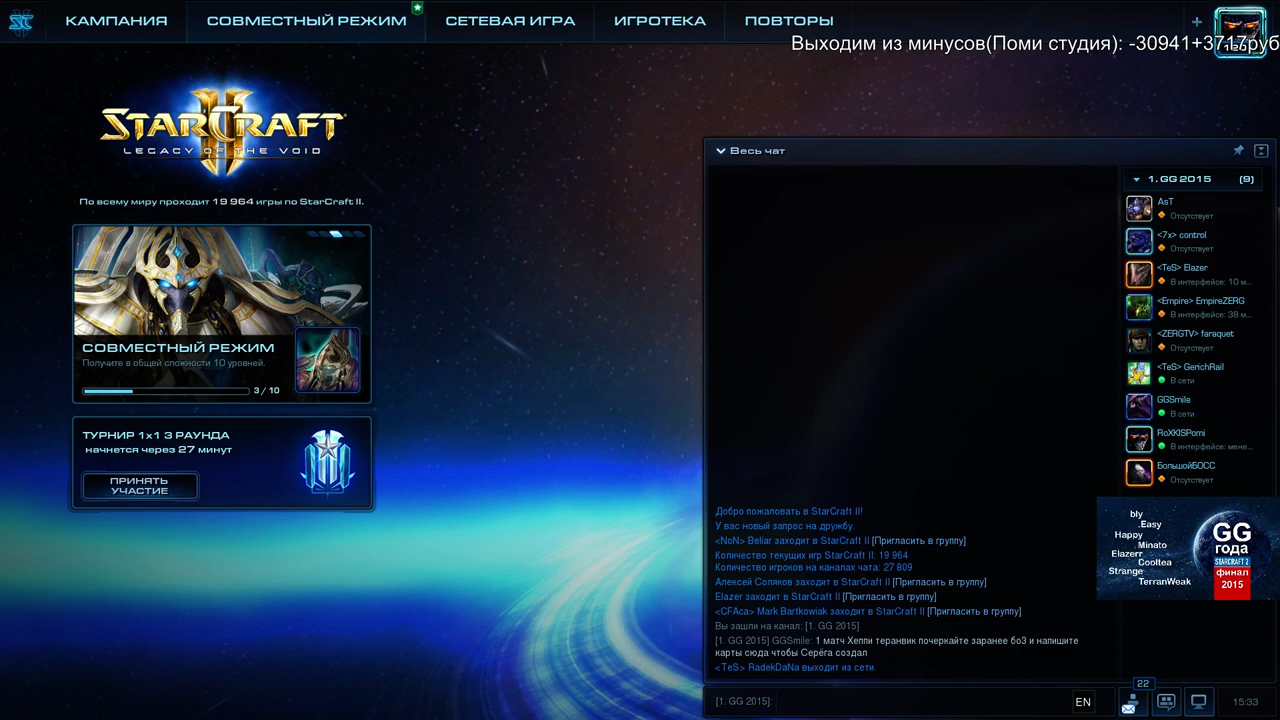 КАМПАНИЯ
СОВМЕСТНЫЙ РЕЖИМ
СЕТЕВАЯ ИГРА
ИГРОТЕКА
ПОВТОРЫ
Выходим из минусов(Поми студия): -30941+3717руб
STARCRAFT
II
LEGACY OF THE VOID
По всему миру проходит 19 964 игры по StarCraft II.
СОВМЕСТНЫЙ РЕЖИМ
Получите в общей сложности 10 уровней.
3 / 10
ТУРНИР 1х1 3 РАУНДА
начнется через 27 минут
ПРИНЯТЬ
УЧАСТИЕ
Весь чат
1. GG 2015 (9)
AsT
Отсутствует
<7x> control
Отсутствует
<TeS> Elazer
В интерфейсе: 10 м...
<Empire> EmpireZERG
В интерфейсе: 38 м...
<ZERGTV> faraquet
Отсутствует
<TeS> GerichRail
В сети
GGSmile
В сети
RoXKISPomi
В интерфейсе: мене...
БольшойБОСС
Отсутствует
Добро пожаловать в StarCraft II!
У вас новый запрос на дружбу.
<NoN> Beliar заходит в StarCraft II [Пригласить в группу]
Количество текущих игр StarCraft II: 19 964
Количество игроков на каналах чата: 27 809
Алексей Соляков заходит в StarCraft II [Пригласить в группу]
Elazer заходит в StarCraft II [Пригласить в группу]
<CFAca> Mark Bartkowiak заходит в StarCraft II [Пригласить в группу]
Вы зашли на канал: [1. GG 2015]
[1. GG 2015] GGSmile: 1 матч Хеппи теранвик почеркайте заранее бо3 и напишите
карты сюда чтобы Серёга создал
<TeS> RadekDaNa выходит из сети.
bly
.Easy
Happy
Minato
Elazerr
Cooltea
Strange
TerranWeak
GG
года
STARCRAFT 2
финал
2015
[1. GG 2015]:
EN
22
15:33